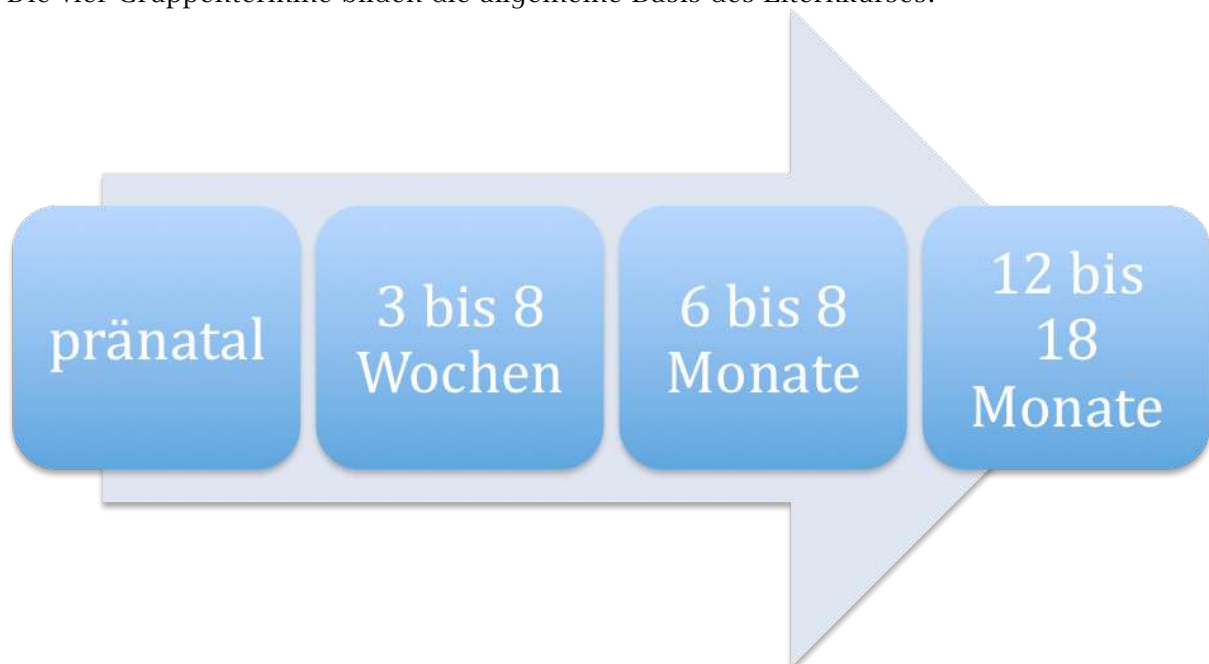 Die vier Gruppentermine bilden die allgemeine Basis des Elternkurses.
pränatal
3 bis 8
Wochen
6 bis 8
Monate
12 bis
18
Monate